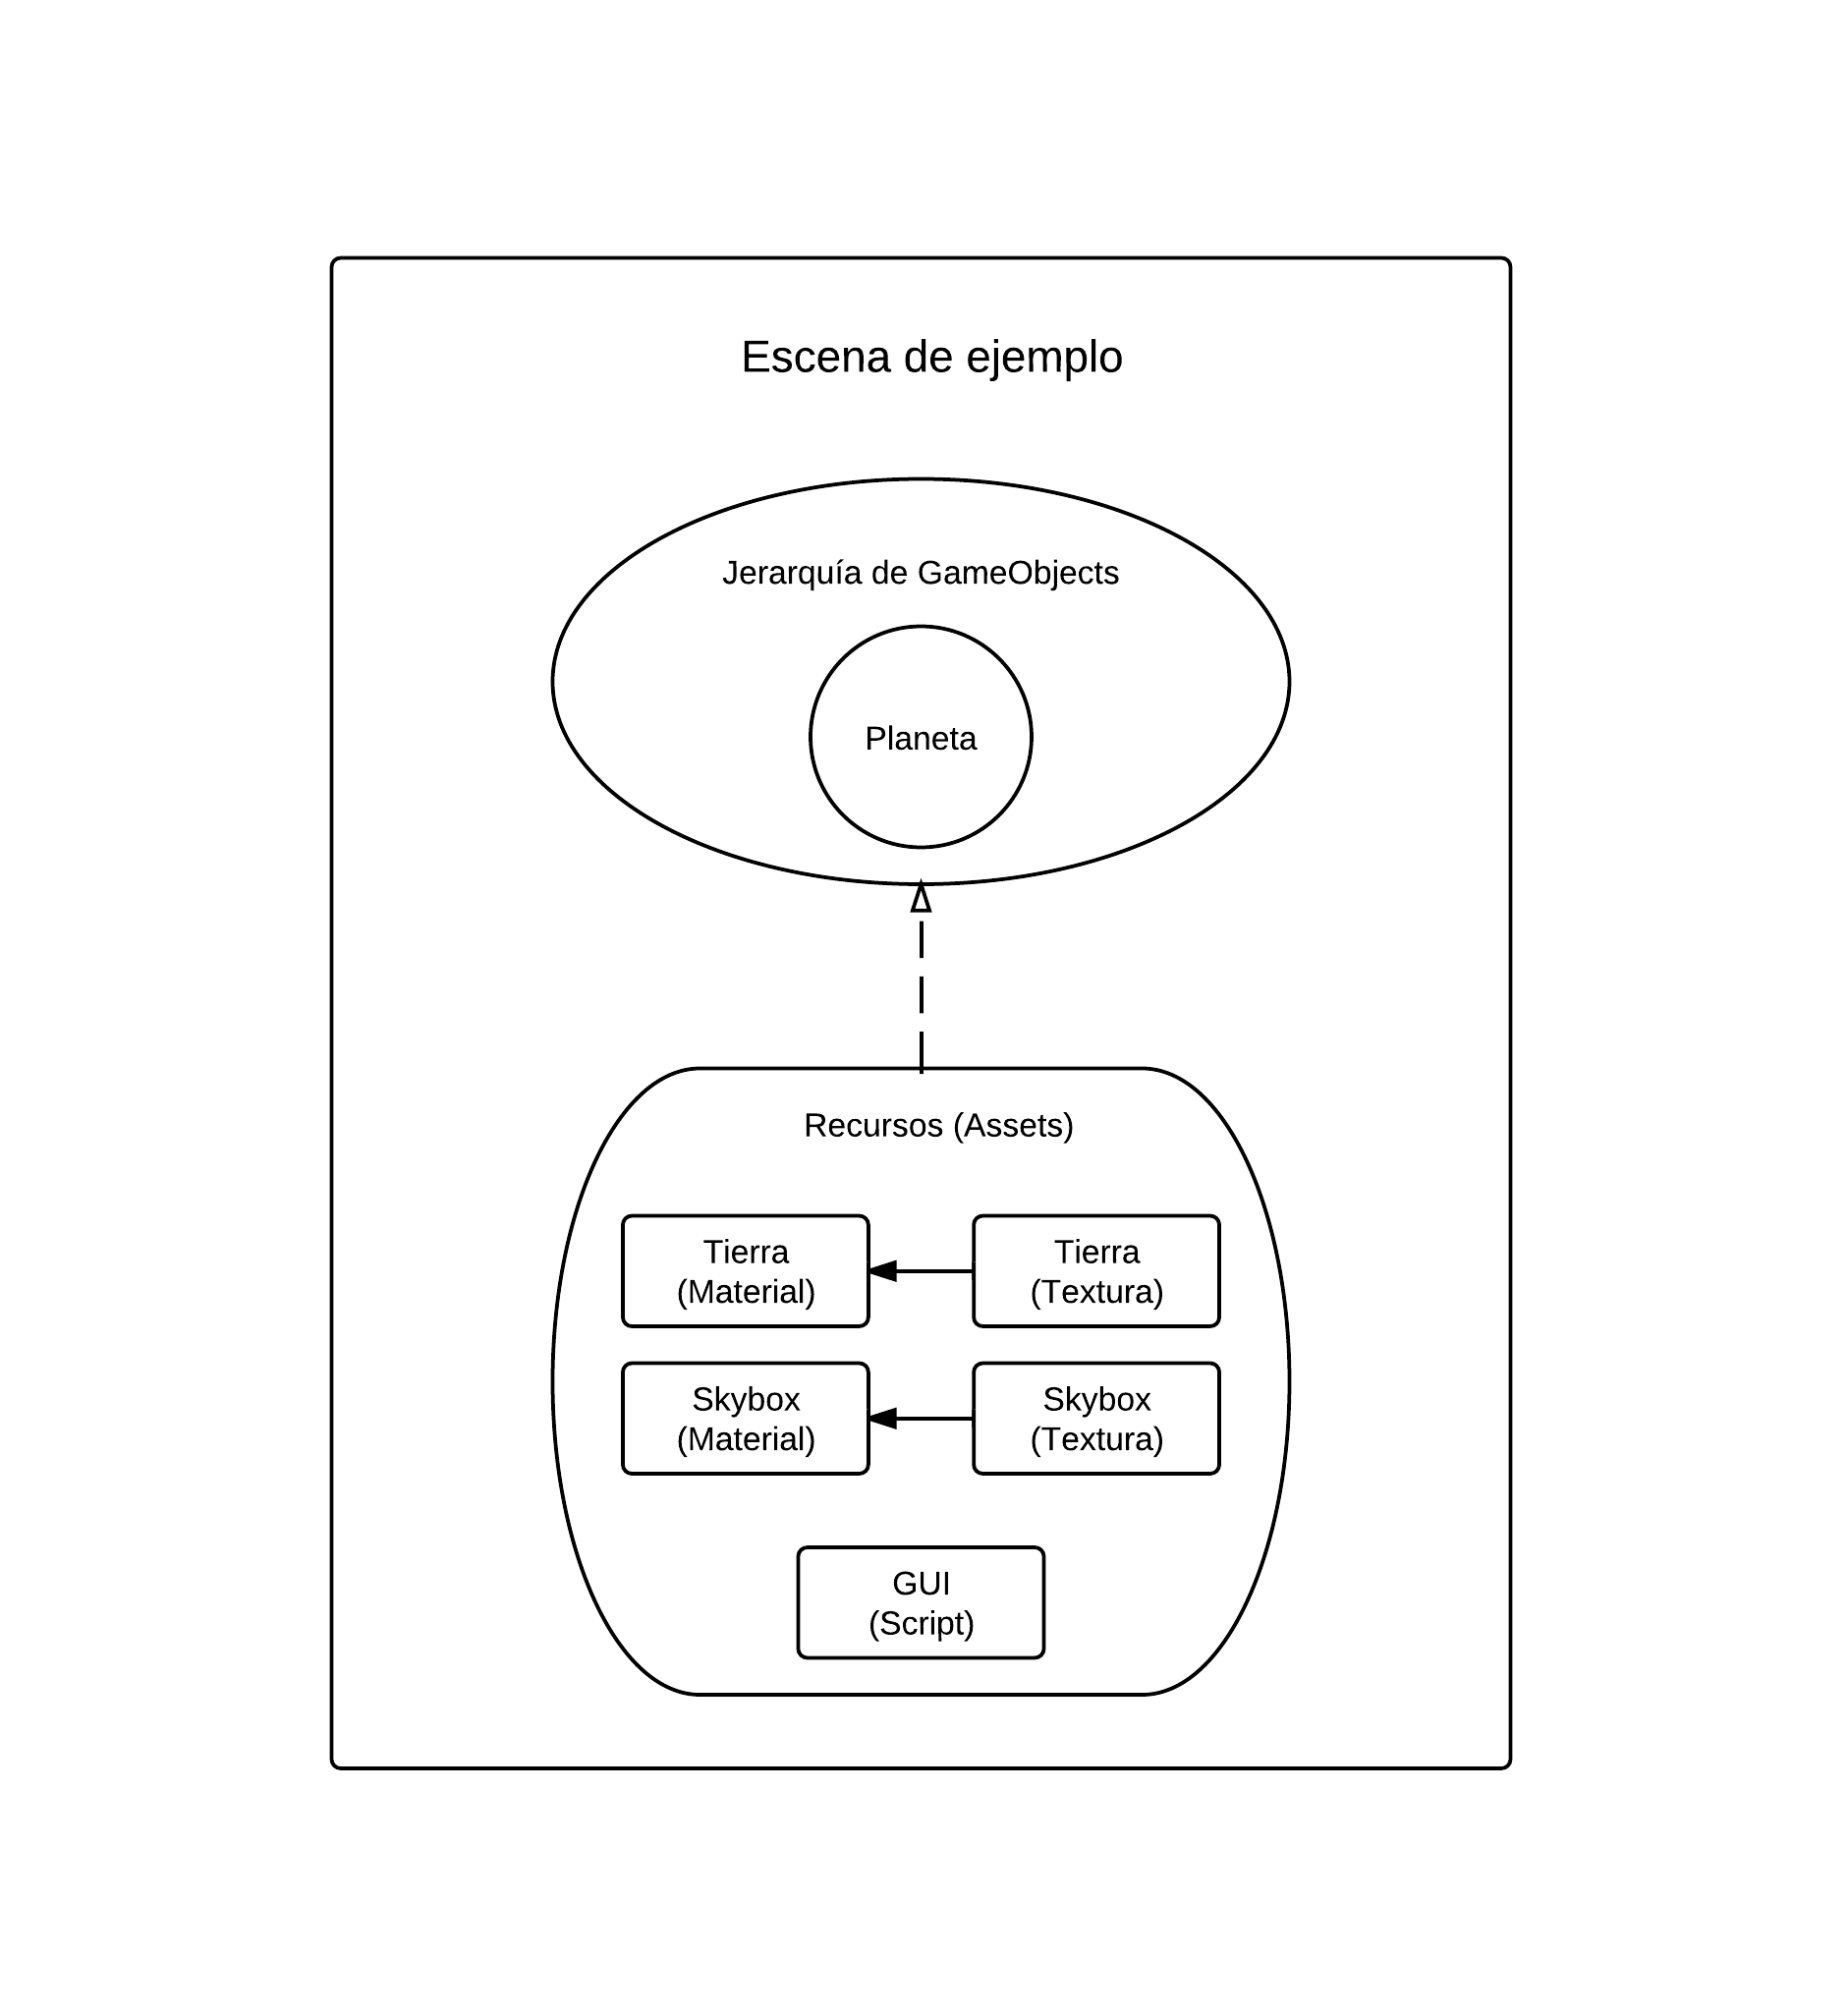 Escena de ejemplo
Jerarquía de GameObjects
Planeta
Recursos (Assets)
Tierra
(Material)
Tierra
(Textura)
Skybox
(Material)
Skybox
(Textura)
GUI
(Script)